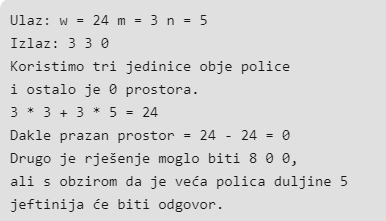 Ulaz: w = 24 m = 3 n = 5
Izlaz: 3 3 0
Koristimo tri jedinice obje police
i ostalo je 0 prostora.
3 * 3 + 3 * 5 = 24
Dakle prazan prostor = 24 - 24 = 0
Drugo je rješenje moglo biti 8 0 0,
ali s obzirom da je veća polica duljine 5
jeftinija će biti odgovor.